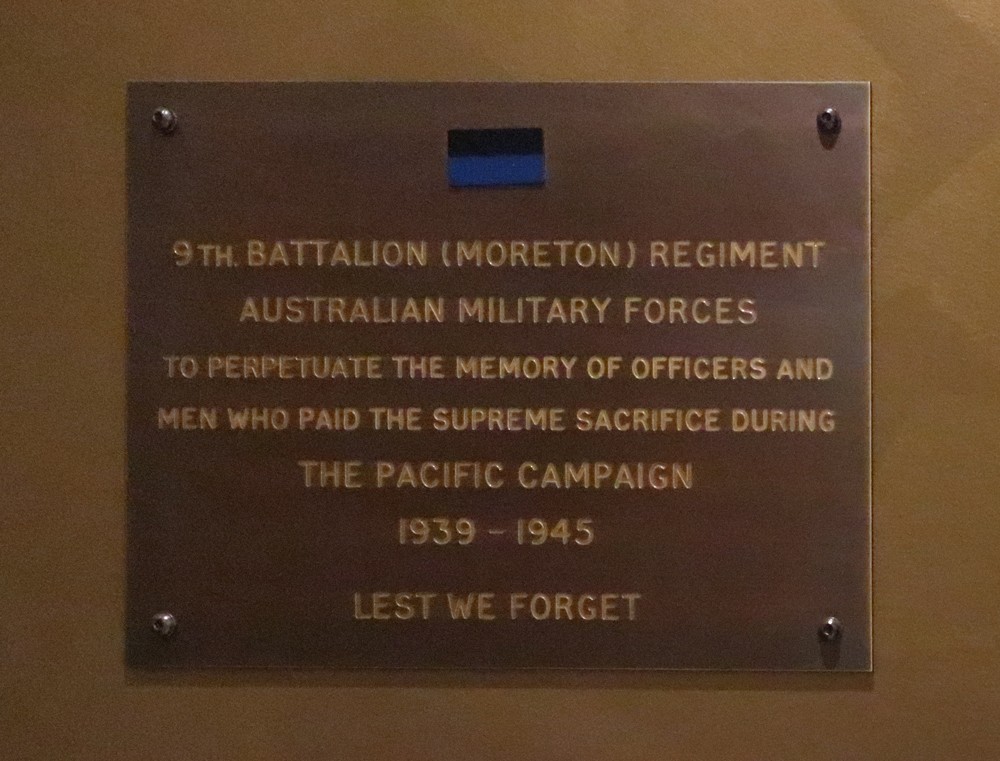 9TH. BATTALION (MORETON) REGIMENT
AUSTRALIAN MILITARY FORCES
TO PERPETUATE THE MEMORY OF OFFICERS AND
MEN WHO PAID THE SUPREME SACRIFICE DURING
THE PACIFIC CAMPAIGN
1939 - 1945
LEST WE FORGET